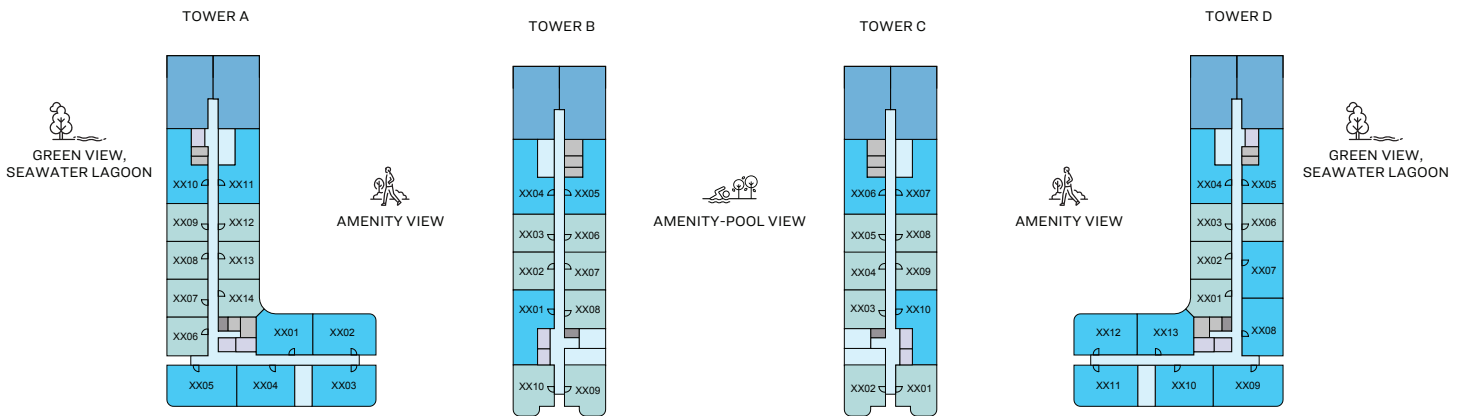 TOWER A
TOWER B
TOWER C
TOWER D
GREEN VIEW,
SEAWATER LAGOON
XX10
XX11
XX09
XX12
XX08
XX13
XX07
XX14
XX06
XX01
XX02
XX05
XX04
XX03
AMENITY VIEW
XX04
XX05
XX03
XX06
XX02
XX07
XX01
XX08
XX10
XX09
AMENITY-POOL VIEW
XX06
XX07
XX05
XX08
XX04
XX09
XX03
XX10
XX02
XX01
AMENITY VIEW
XX04
XX05
XX03
XX06
XX02
XX07
XX01
XX08
XX12
XX13
XX11
XX10
XX09
GREEN VIEW,
SEAWATER LAGOON